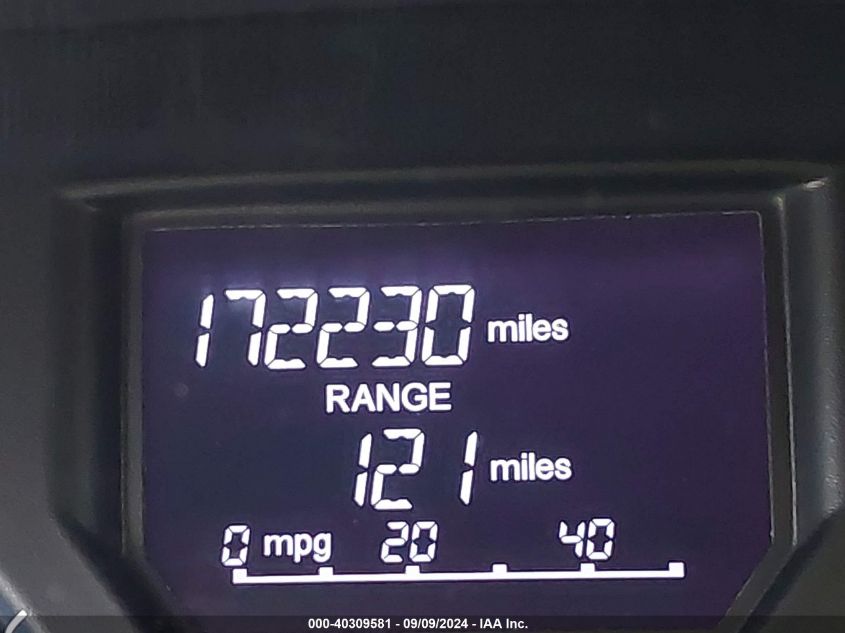 172230 miles
RANGE
121 miles
0 mpg 20 40
000-40309581 - 09/09/2024 - IAA Inc.